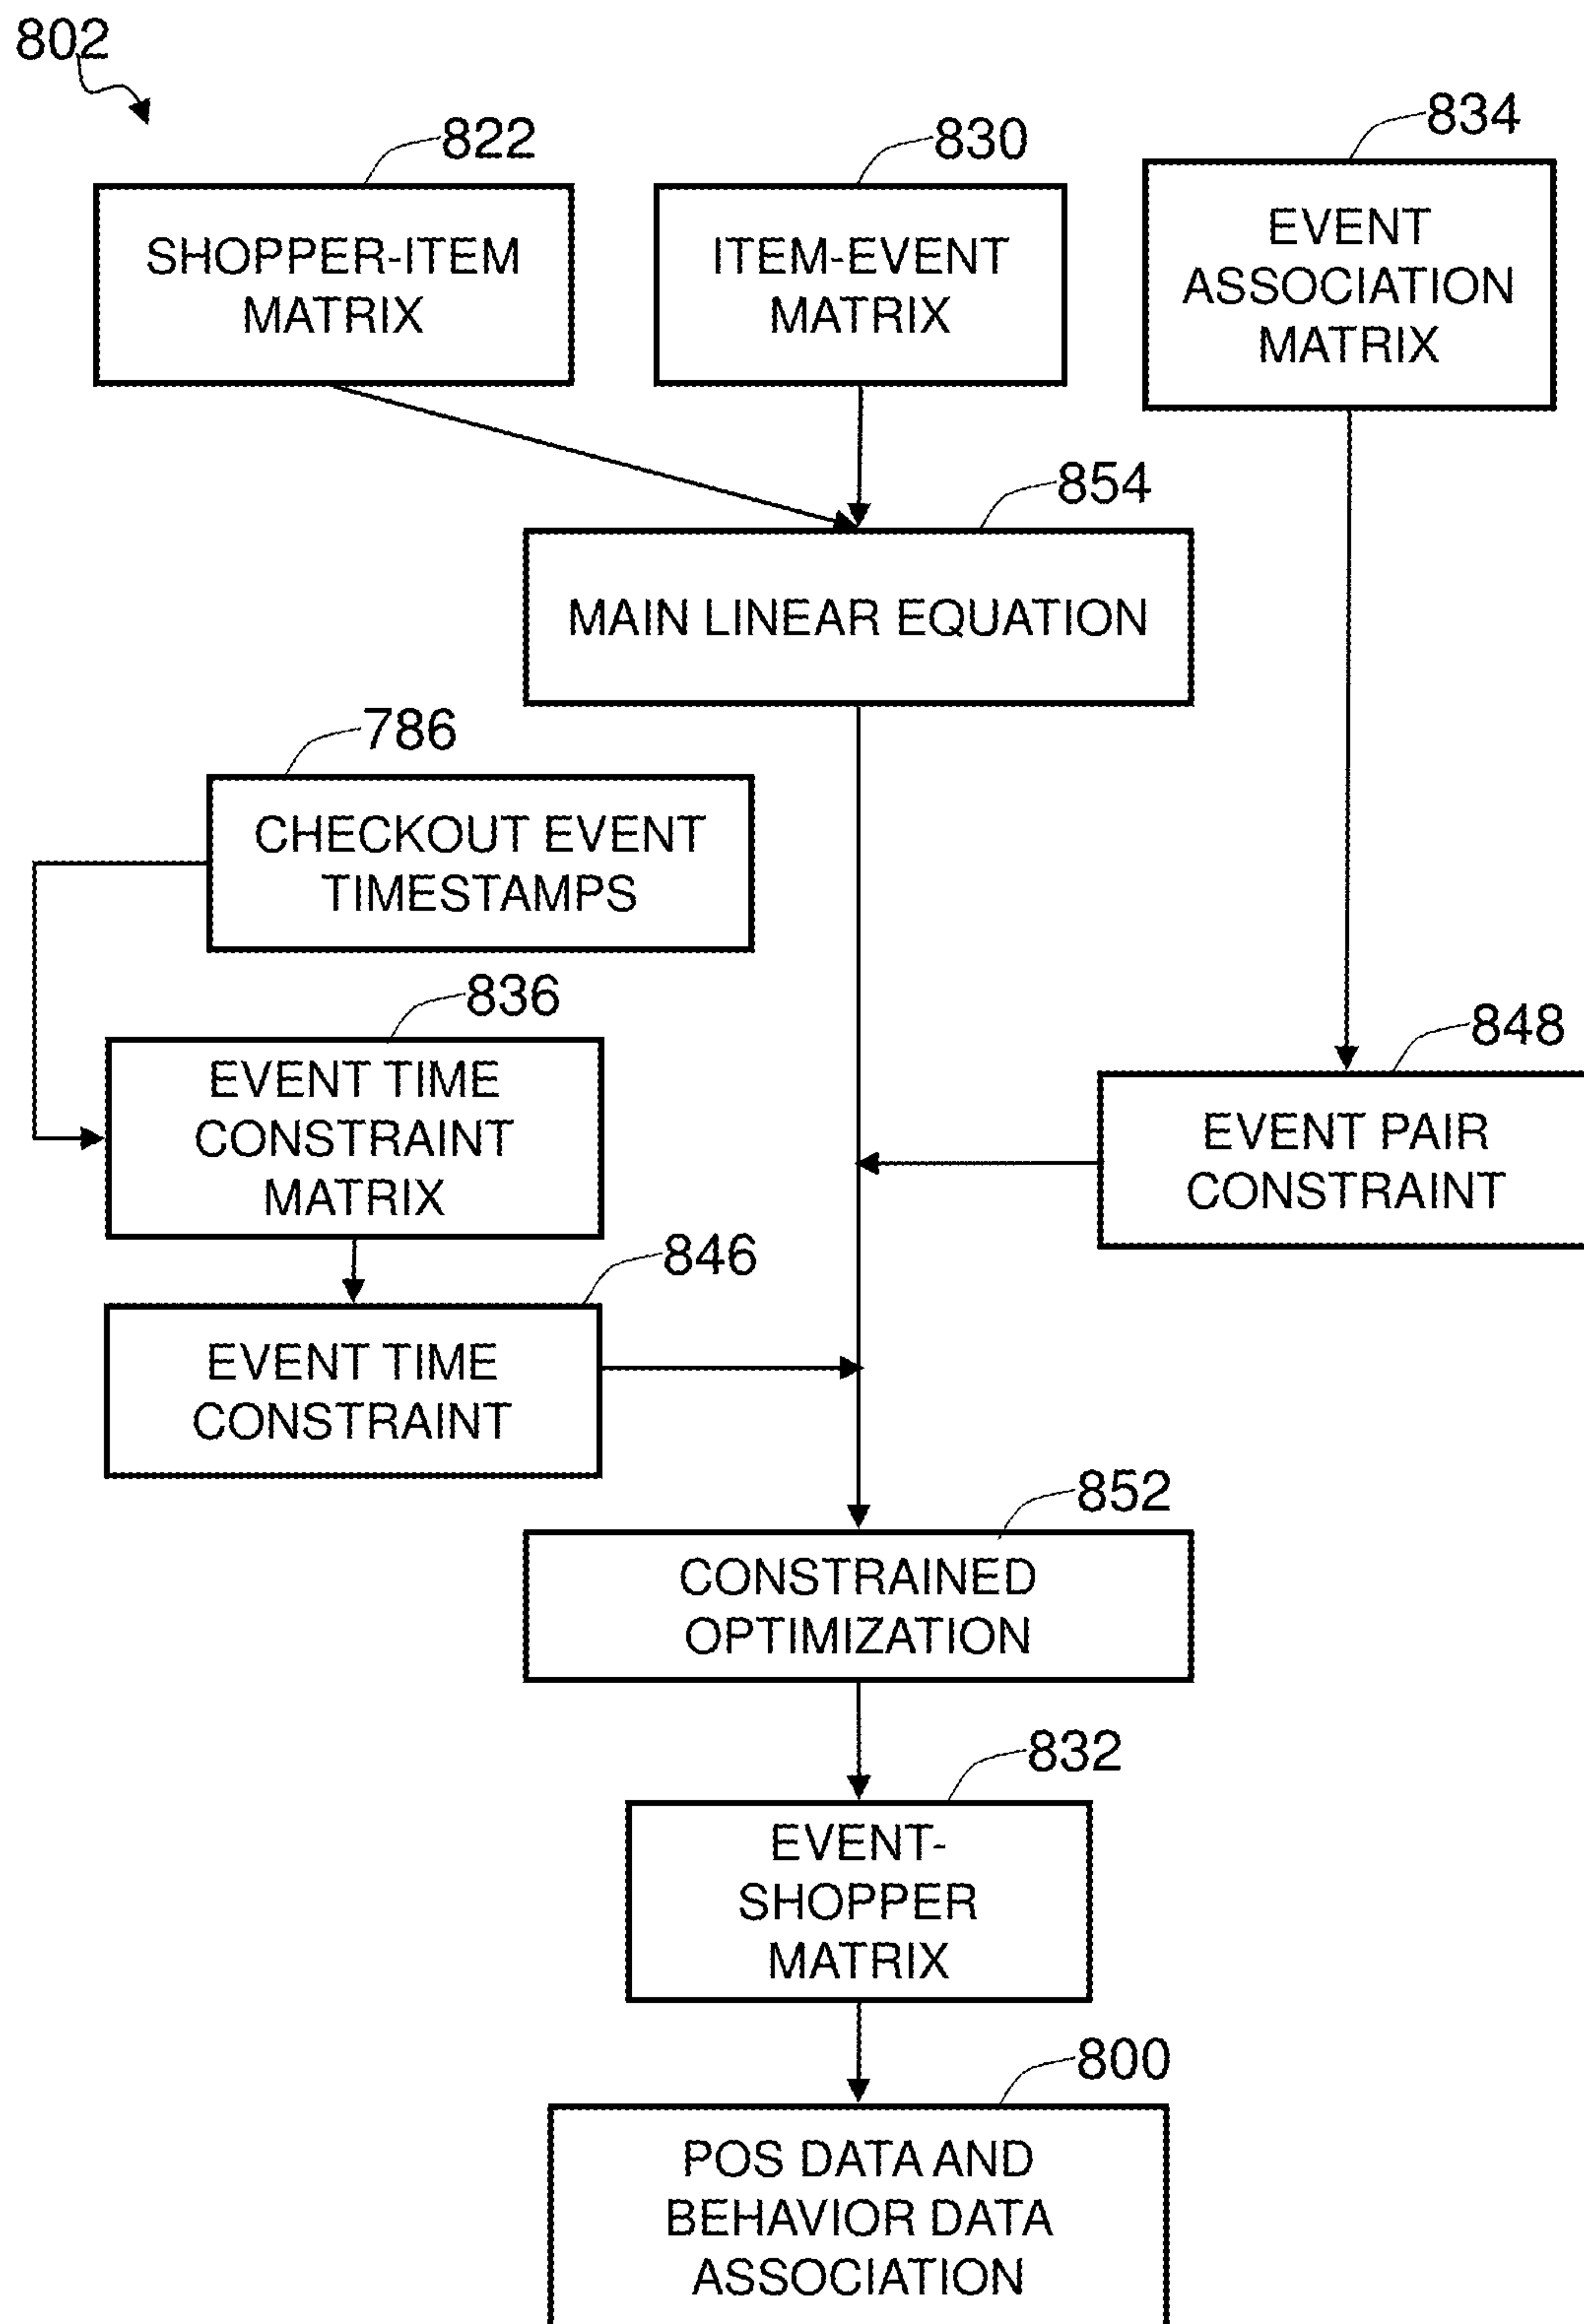 802
822
SHOPPER-ITEM
MATRIX
830
ITEM-EVENT
MATRIX
834
EVENT
ASSOCIATION
MATRIX
854
MAIN LINEAR EQUATION
786
CHECKOUT EVENT
TIMESTAMPS
836
EVENT TIME
CONSTRAINT
MATRIX
848
EVENT PAIR
CONSTRAINT
846
EVENT TIME
CONSTRAINT
852
CONSTRAINED
OPTIMIZATION
832
EVENT-
SHOPPER
MATRIX
800
POS DATA AND
BEHAVIOR DATA
ASSOCIATION